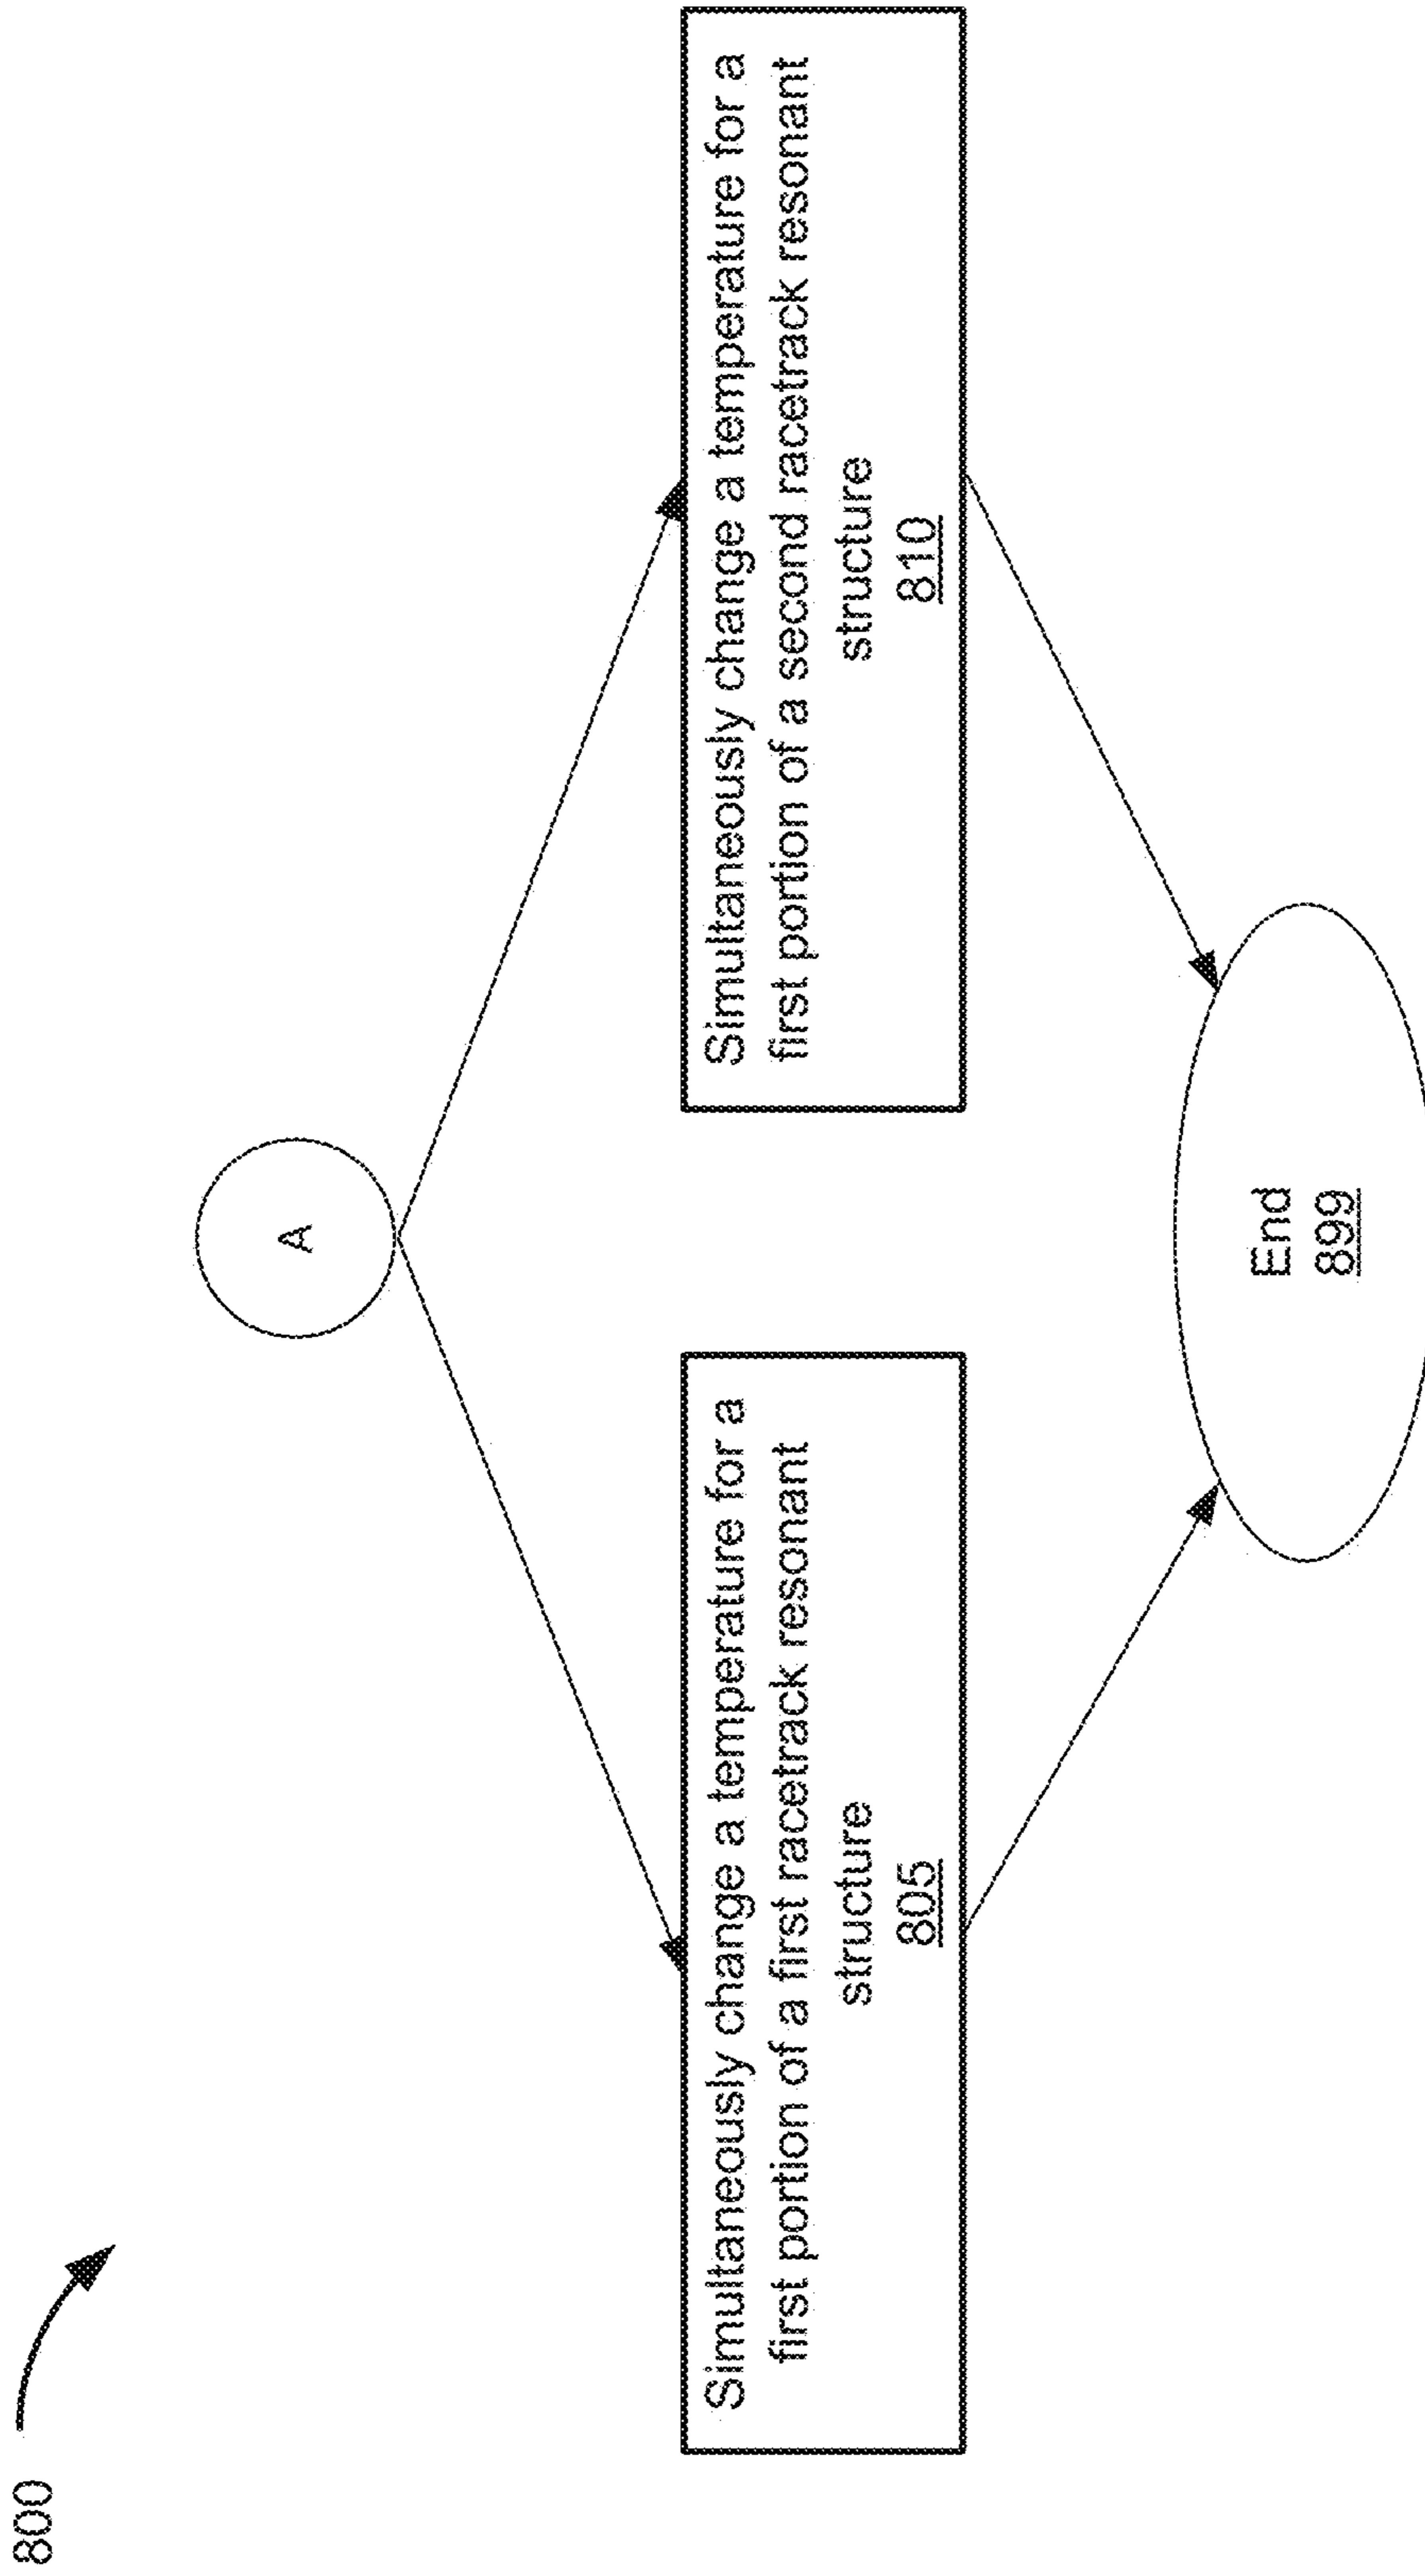 800
A
Simultaneously change a temperature for a
first portion of a first racetrack resonant
structure
805
Simultaneously change a temperature for a
first portion of a second racetrack resonant
structure
810
End
899